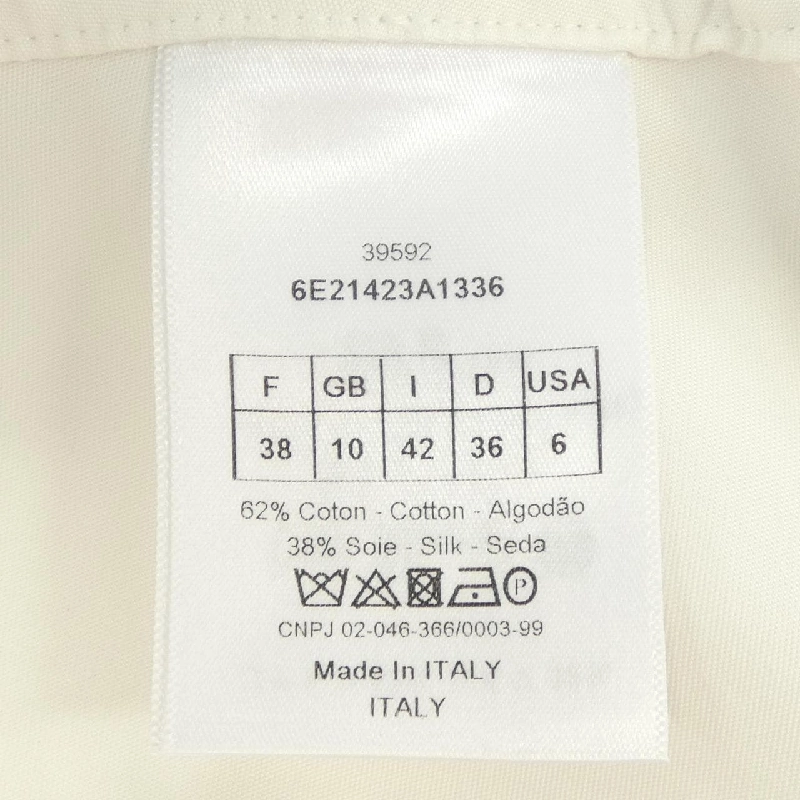 39592
6E21423A1336
F GB I D USA
38 10 42 36 6
62% Coton - Cotton - Algodão
38% Soie - Silk - Seda
P
CNPJ 02-046-366/0003-99
Made In ITALY
ITALY